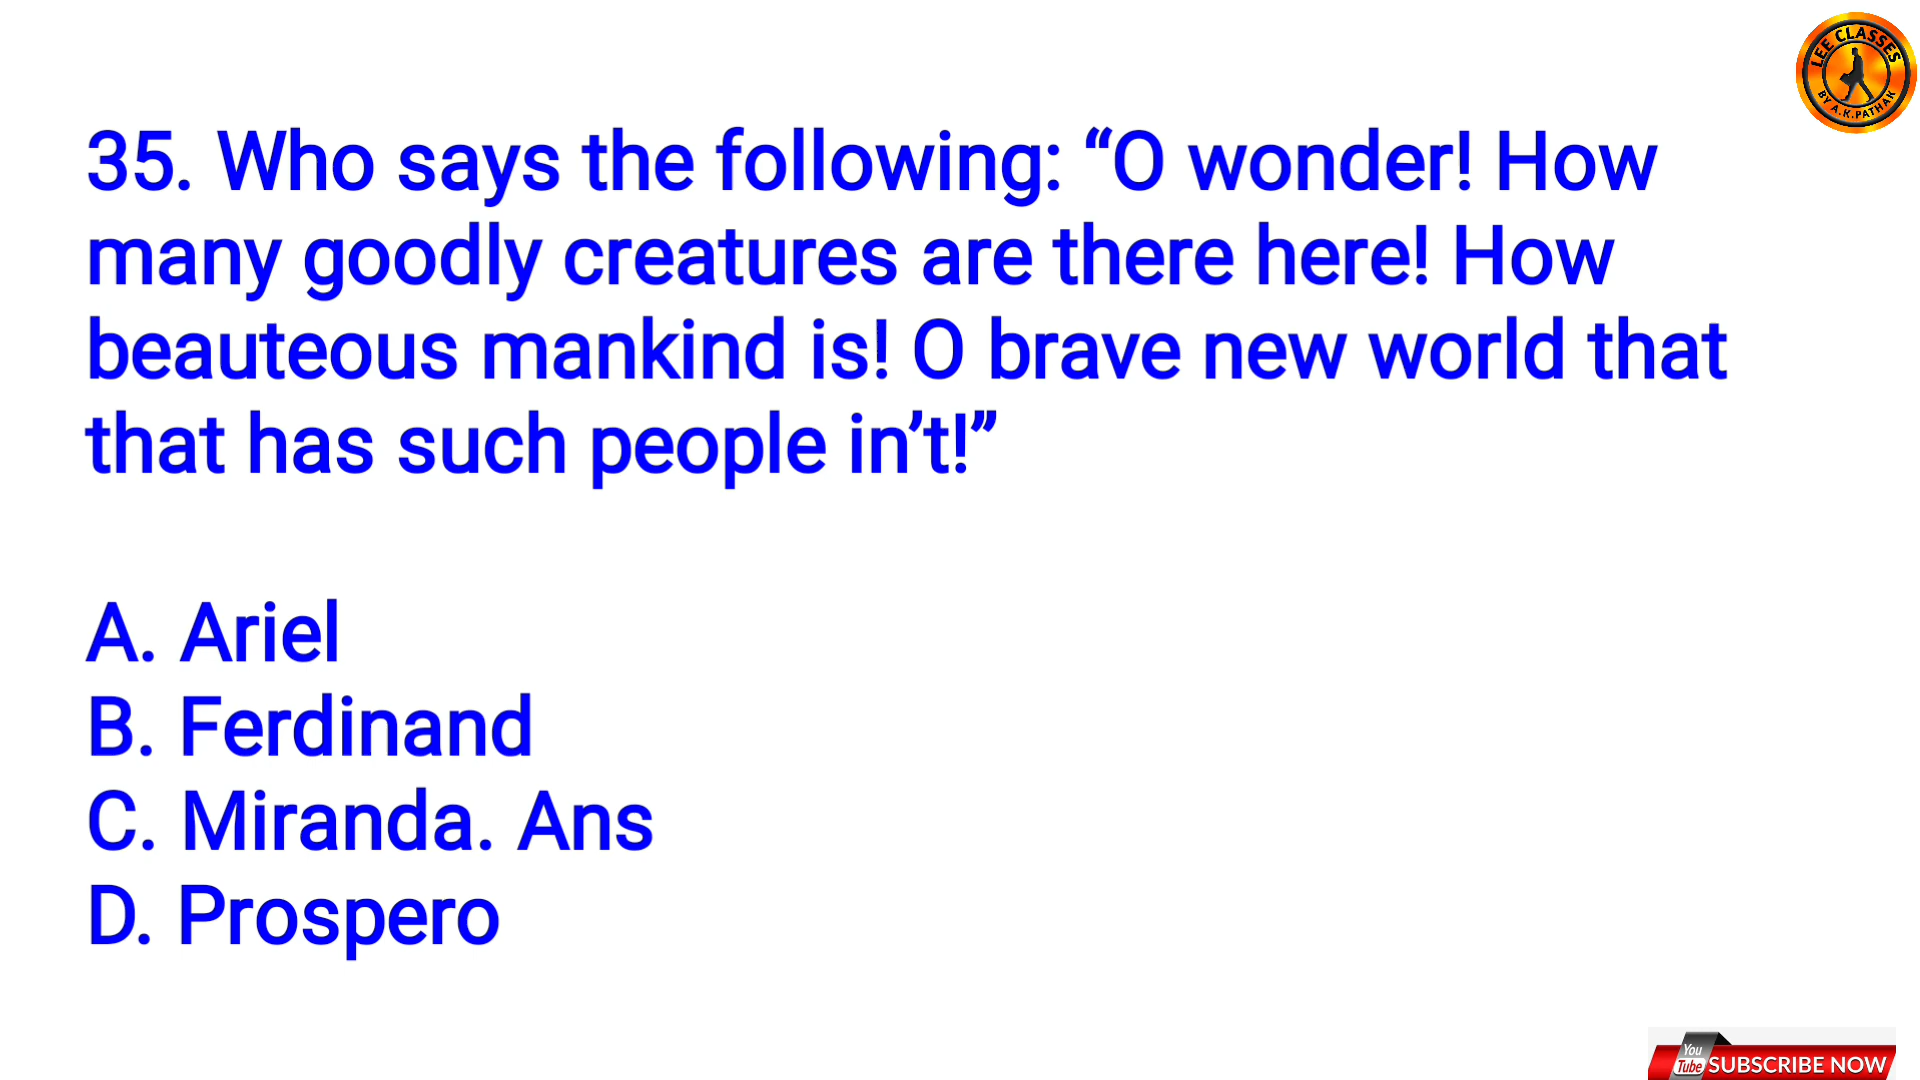 LEE CLASSES
BY A.K.PATHAK
35. Who says the following: “O wonder! How
many goodly creatures are there here! How
beauteous mankind is! O brave new world that
that has such people in’t!”
A. Ariel
B. Ferdinand
C. Miranda. Ans
D. Prospero
You
Tube
SUBSCRIBE NOW